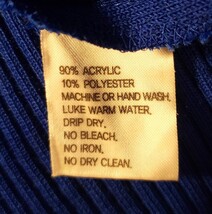 90% ACRYLIC
10% POLYESTER
MACHINE OR HAND WASH.
LUKE WARM WATER.
DRIP DRY.
NO BLEACH.
NO IRON.
NO DRY CLEAN.